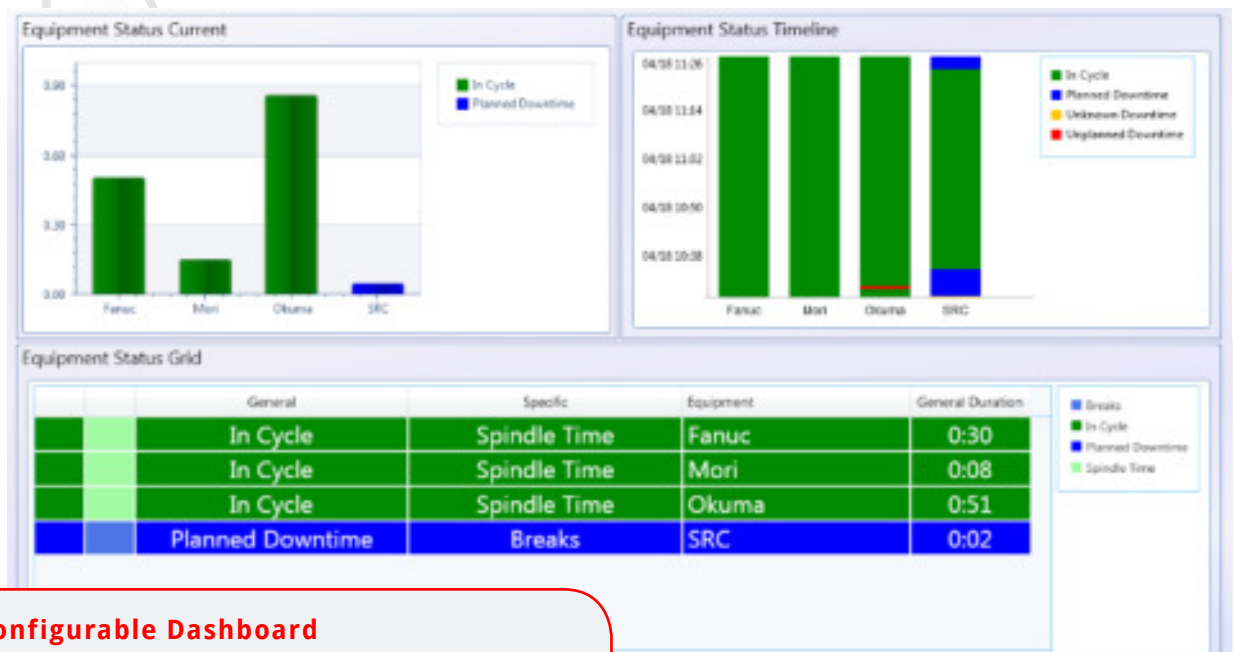 Equipment Status Current
0.90
0.60
0.30
0.00
Fanuc Mori Okuma SRC
In Cycle
Planned Downtime
Equipment Status Timeline
04/18 11:26
04/18 11:14
04/18 11:02
04/18 10:50
04/18 10:38
Fanuc Mori Okuma SRC
In Cycle
Planned Downtime
Unknown Downtime
Unplanned Downtime
Equipment Status Grid
General Specific Equipment General Duration
In Cycle Spindle Time Fanuc 0:30
In Cycle Spindle Time Mori 0:08
In Cycle Spindle Time Okuma 0:51
Planned Downtime Breaks SRC 0:02
Breaks
In Cycle
Planned Downtime
Spindle Time
onfigurable Dashboard